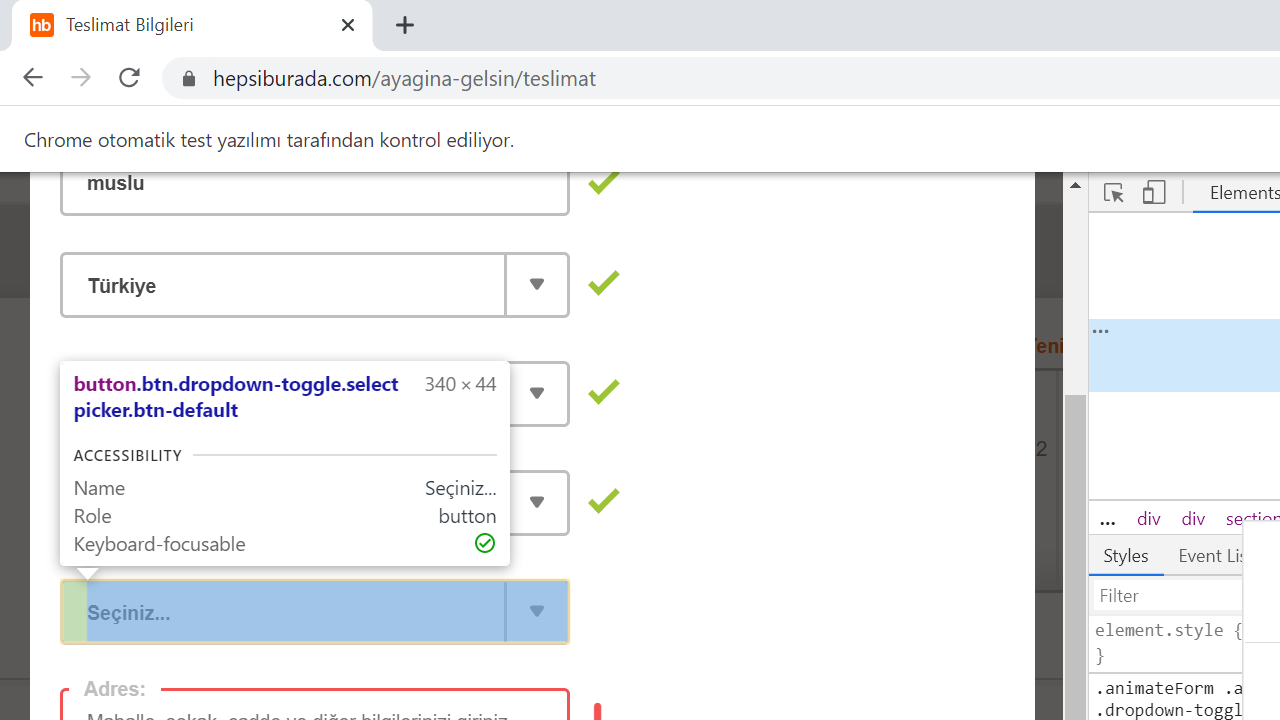 hb Teslimat Bilgileri
hepsiburada.com/ayagina-gelsin/teslimat
Chrome otomatik test yazılımı tarafından kontrol ediliyor.
muslu
Türkiye
button.btn.dropdown-toggle.select
picker.btn-default
340 × 44
ACCESSIBILITY
Name Seçiniz...
Role button
Keyboard-focusable
Seçiniz...
Adres:
Mahalle, sokak, cadde ve diğer bilgilerinizi giriniz
2
Elements
...
... div div section
Styles Event Lis
Filter
element.style {
}
.animateForm .a
.dropdown-toggl